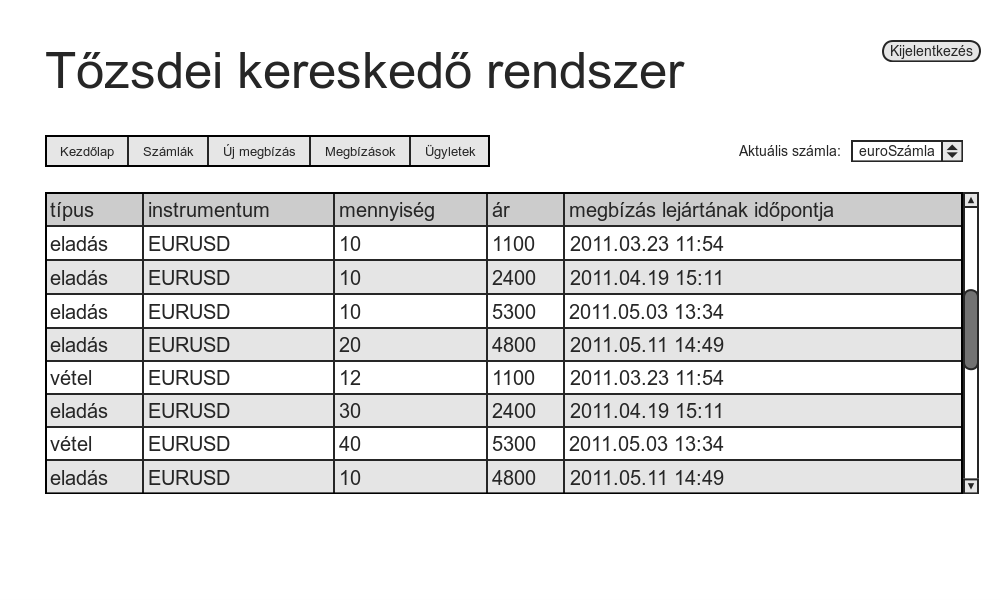 Tőzsdei kereskedő rendszer
Kijelentkezés
Kezdőlap Számlák Új megbízás Megbízások Ügyletek
Aktuális számla: euroSzámla
típus instrumentum mennyiség ár megbízás lejártának időpontja
eladás EURUSD 10 1100 2011.03.23 11:54
eladás EURUSD 10 2400 2011.04.19 15:11
eladás EURUSD 10 5300 2011.05.03 13:34
eladás EURUSD 20 4800 2011.05.11 14:49
vétel EURUSD 12 1100 2011.03.23 11:54
eladás EURUSD 30 2400 2011.04.19 15:11
vétel EURUSD 40 5300 2011.05.03 13:34
eladás EURUSD 10 4800 2011.05.11 14:49